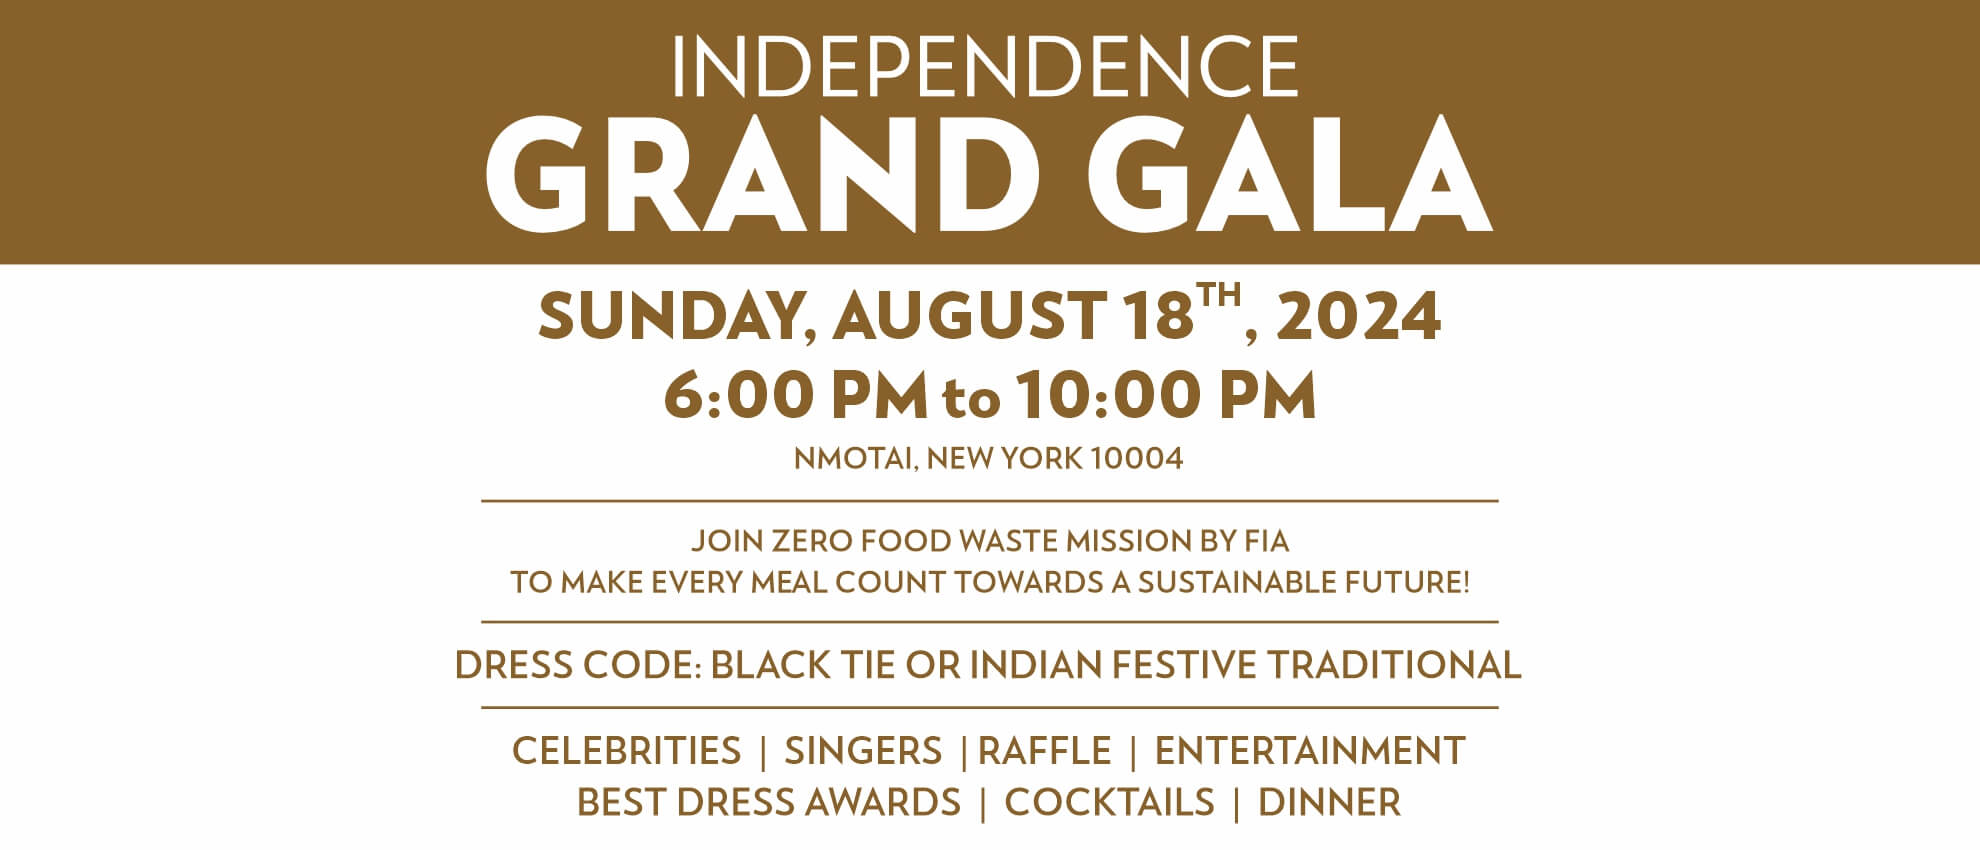 INDEPENDENCE
GRAND GALA
SUNDAY, AUGUST 18TH, 2024
6:00 PM to 10:00 PM
NMOTAI, NEW YORK 10004
JOIN ZERO FOOD WASTE MISSION BY FIA
TO MAKE EVERY MEAL COUNT TOWARDS A SUSTAINABLE FUTURE!
DRESS CODE: BLACK TIE OR INDIAN FESTIVE TRADITIONAL
CELEBRITIES | SINGERS | RAFFLE | ENTERTAINMENT
BEST DRESS AWARDS | COCKTAILS | DINNER